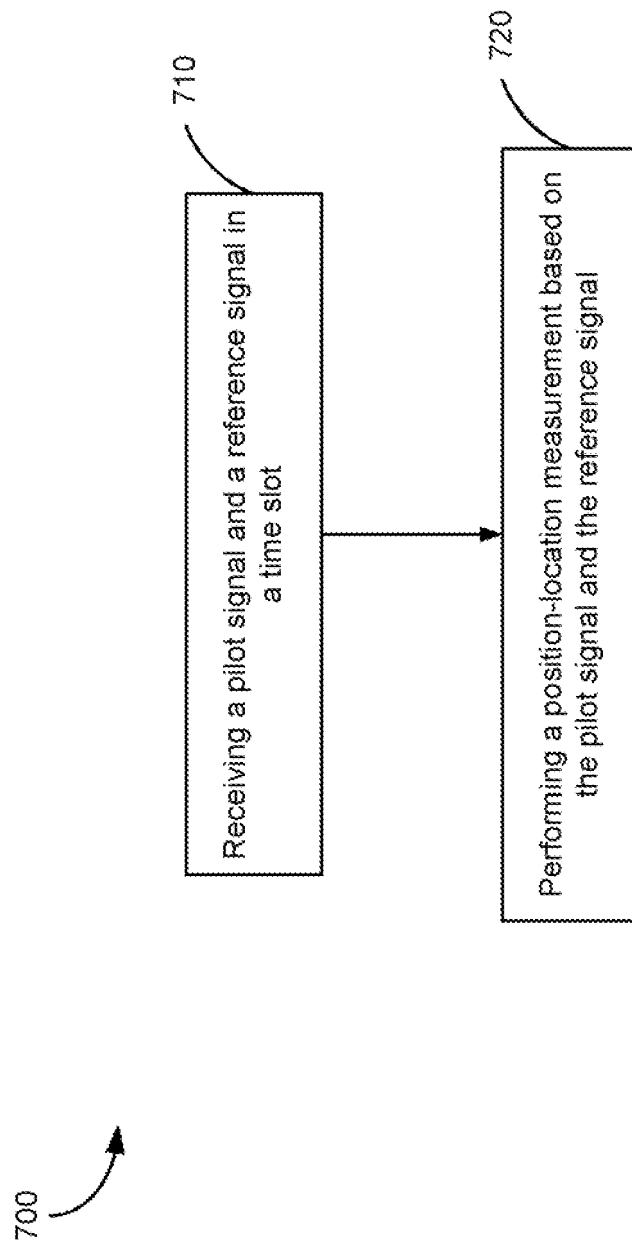 700
710
Receiving a pilot signal and a reference signal in
a time slot
720
Performing a position-location measurement based on
the pilot signal and the reference signal